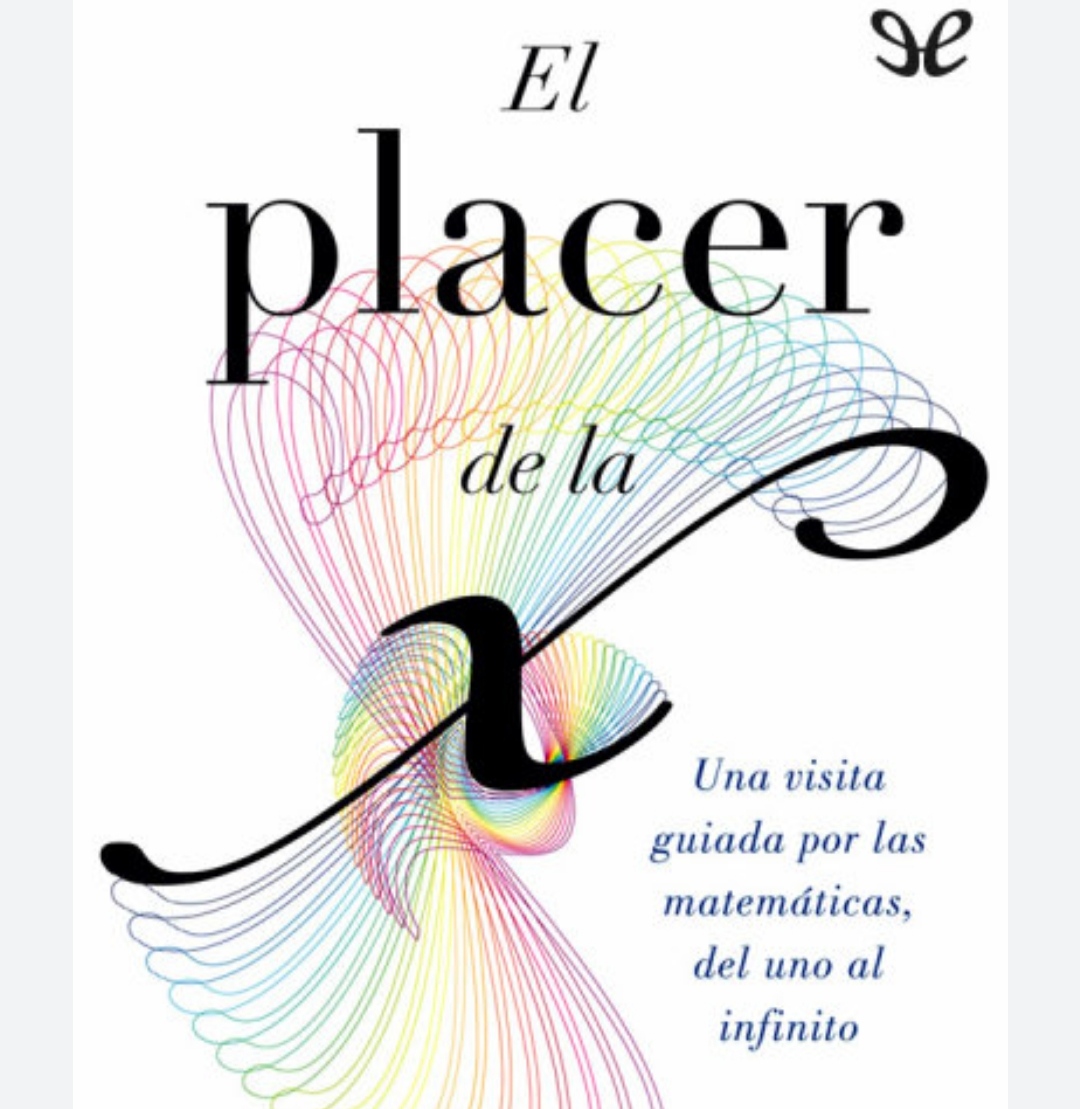 El
placer
de la
x
Una visita
guiada por las
matemáticas,
del uno al
infinito